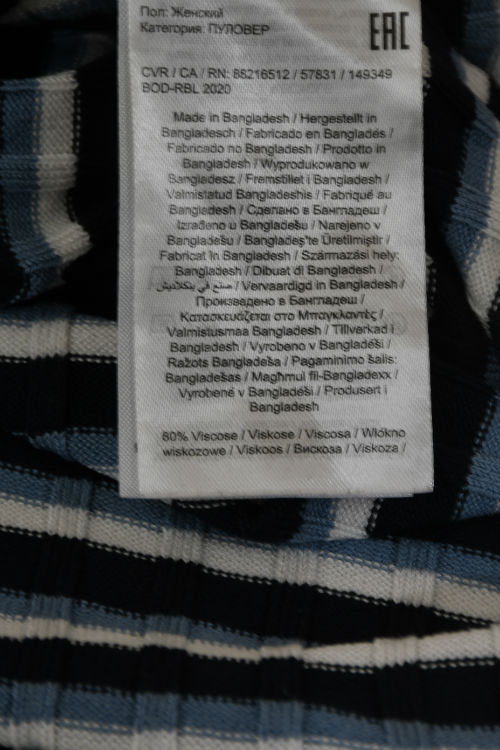 Пол: Женский
Категория: ПУЛОВЕР
EAC
CVR / CA / RN: 88216512 / 57831 / 149349
BOD-RBL 2020
Made in Bangladesh / Hergestellt in
Bangladesch / Fabricado en Bangladés /
Fabricado no Bangladesh / Prodotto in
Bangladesh / Wyprodukowano w
Bangladesz / Fremstillet i Bangladesh /
Valmistatud Bangladeshis / Fabriqué au
Bangladesh / Сделано в Бангладеш /
Izrađeno u Bangladešu / Narejeno v
Bangladešu / Bangladeş'te Üretilmiştir /
Fabricat în Bangladesh / Származási hely:
Bangladesh / Dibuat di Bangladesh /
صنع في بنكلاديش / Vervaardigd in Bangladesh /
Произведено в Бангладеш /
Κατασκευάζεται στο Μπαγκλαντές /
Valmistusmaa Bangladesh / Tillverkad i
Bangladesh / Vyrobeno v Bangladéši /
Ražots Bangladeša / Pagaminimo šalis:
Bangladešas / Magħmul fil-Bangladexx /
Vyrobené v Bangladéši / Produsert i
Bangladesh
80% Viscose / Viskose / Viscosa / Włókno
wiskozowe / Viskoos / Вискоза / Viskoza /